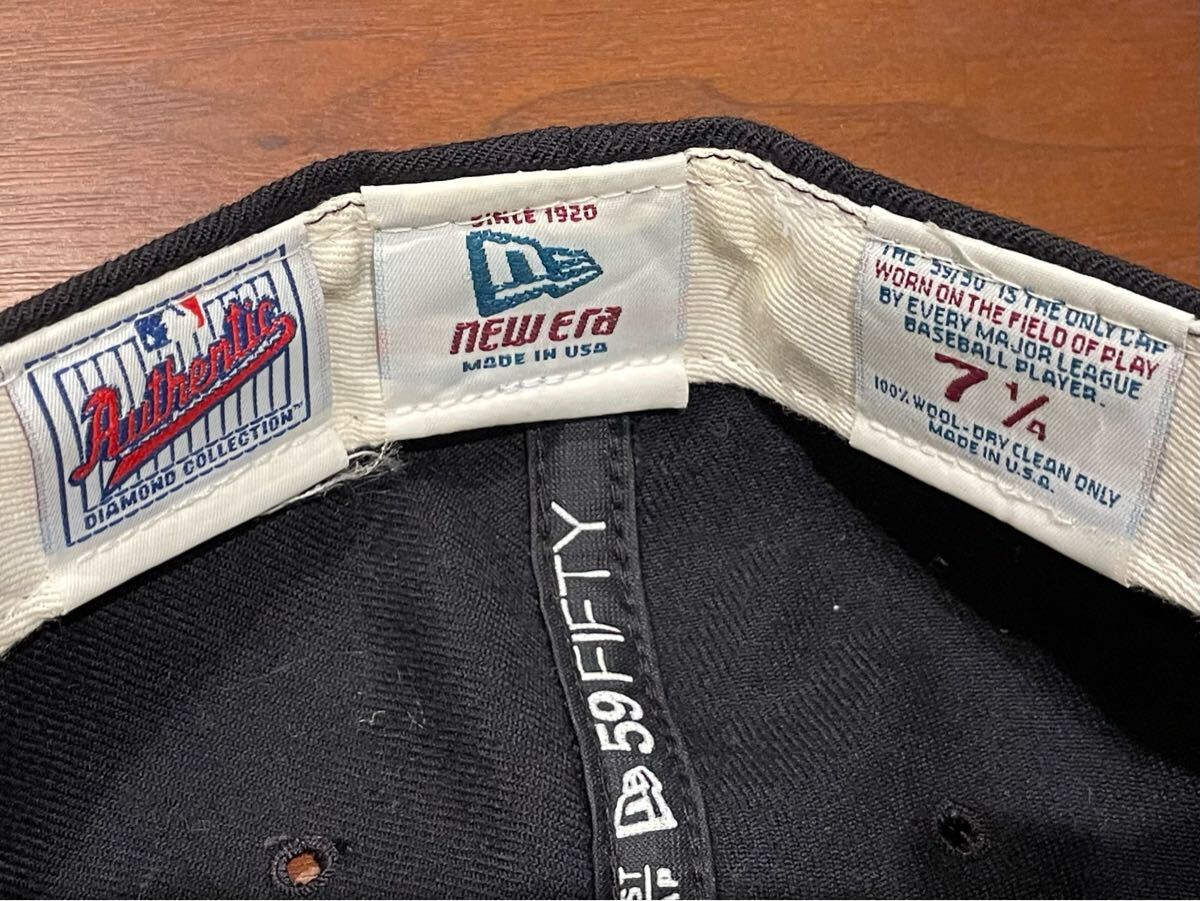 Authentic
DIAMOND COLLECTION™
SINCE 1920
new era
MADE IN USA
THE 59/50 IS THE ONLY CAP
WORN ON THE FIELD OF PLAY
BY EVERY MAJOR LEAGUE
BASEBALL PLAYER.
7 1/4
100% WOOL-DRY CLEAN ONLY
MADE IN U.S.A.
59FIFTY